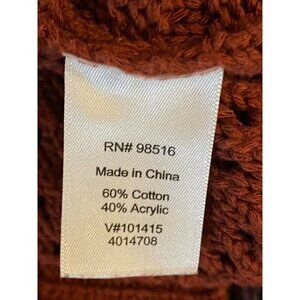 RN# 98516
Made in China
60% Cotton
40% Acrylic
V#101415
4014708